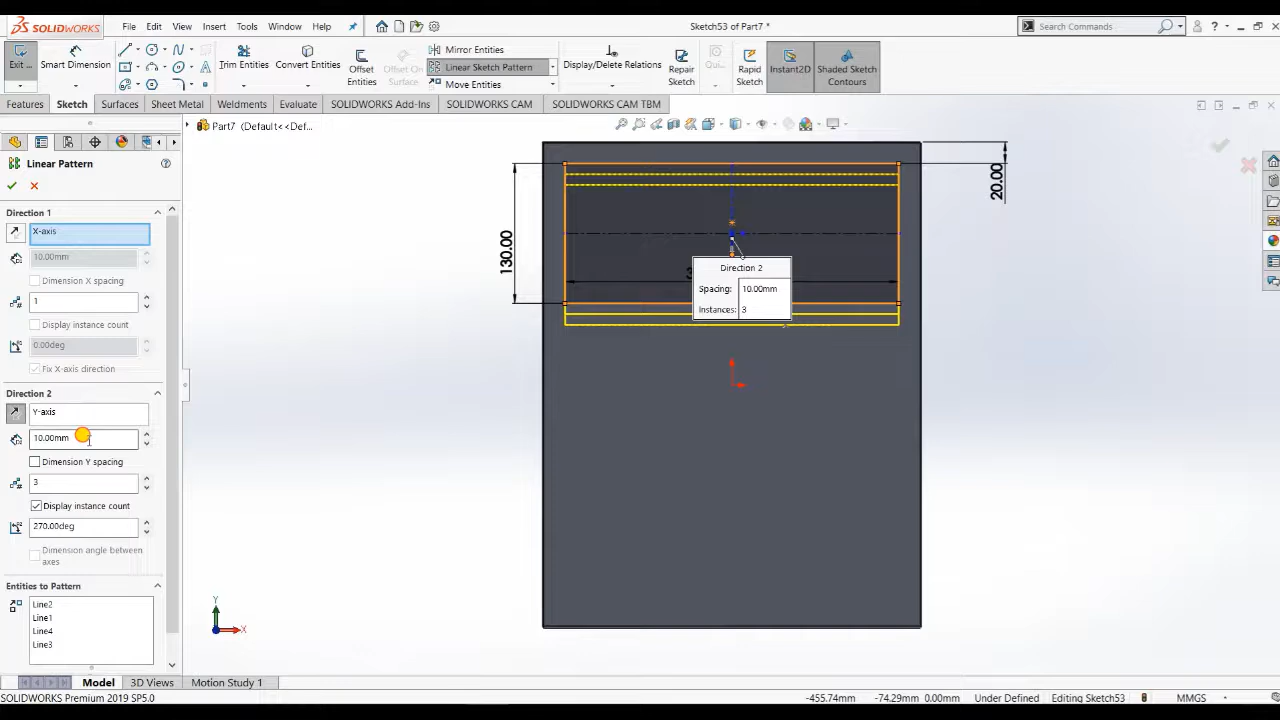 SOLIDWORKS File Edit View Insert Tools Window Help Sketch53 of Part7 * Search Commands ?
Exit ... Smart Dimension Trim Entities Convert Entities Offset Entities Offset On Surface Mirror Entities Linear Sketch Pattern Move Entities Display/Delete Relations Repair Sketch Qui... Rapid Sketch Instant2D Shaded Sketch Contours
Features Sketch Surfaces Sheet Metal Weldments Evaluate SOLIDWORKS Add-Ins SOLIDWORKS CAM SOLIDWORKS CAM TBM
Part7 (Default<<Def...
Linear Pattern ?
Direction 1
X-axis
10.00mm
Dimension X spacing
1
Display instance count
0.00deg
Fix X-axis direction
Direction 2
Y-axis
10.00mm
Dimension Y spacing
3
Display instance count
270.00deg
Dimension angle between axes
Entities to Pattern
Line2
Line1
Line4
Line3
130.00
20.00
Direction 2
Spacing: 10.00mm
Instances: 3
Y
X
Model 3D Views Motion Study 1
SOLIDWORKS Premium 2019 SP5.0 -455.74mm -74.29mm 0.00mm Under Defined Editing Sketch53 MMGS